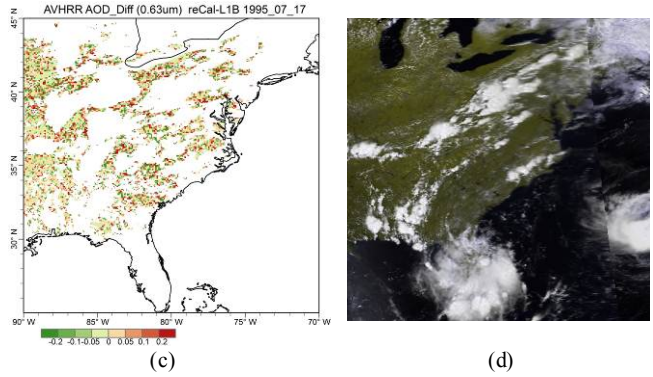 AVHRR AOD_Diff (0.63um)  reCal-L1B 1995_07_17
45° N
40° N
35° N
30° N
90° W 85° W 80° W 75° W 70° W
-0.2 -0.1 -0.05 0 0.05 0.1 0.2
(c) (d)